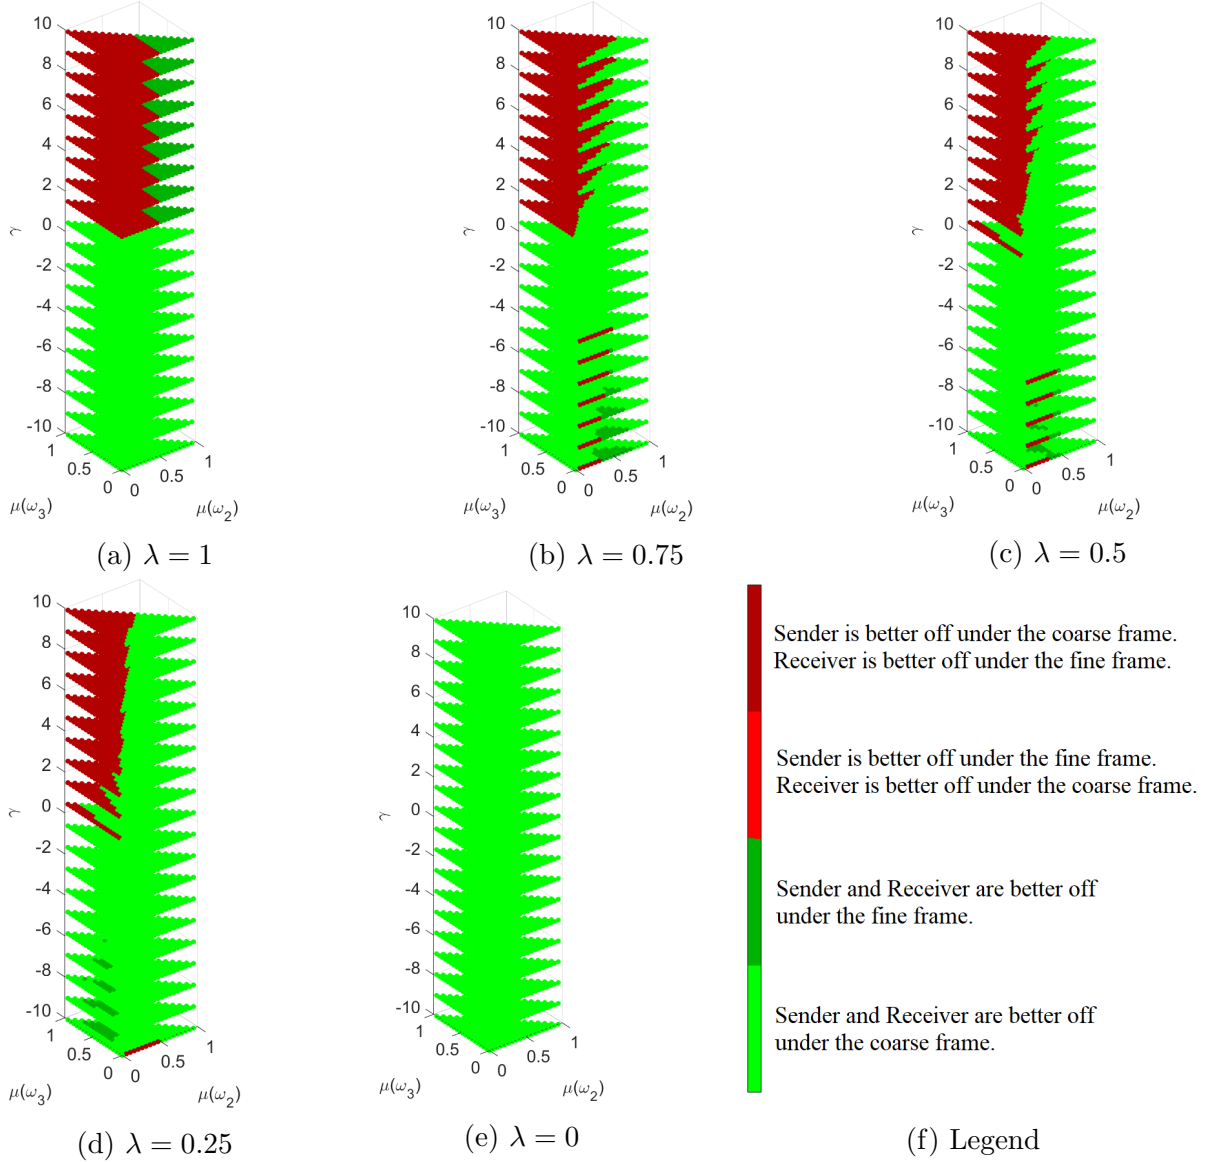 10
8
6
4
2
0
-2
-4
-6
-8
-10
γ
1
0.5
0
0
0.5
1
μ(ω₃)
μ(ω₂)
(a) λ = 1
10
8
6
4
2
0
-2
-4
-6
-8
-10
γ
1
0.5
0
0
0.5
1
μ(ω₃)
μ(ω₂)
(b) λ = 0.75
10
8
6
4
2
0
-2
-4
-6
-8
-10
γ
1
0.5
0
0
0.5
1
μ(ω₃)
μ(ω₂)
(c) λ = 0.5
10
8
6
4
2
0
-2
-4
-6
-8
-10
γ
1
0.5
0
0
0.5
1
μ(ω₃)
μ(ω₂)
(d) λ = 0.25
10
8
6
4
2
0
-2
-4
-6
-8
-10
γ
1
0.5
0
0
0.5
1
μ(ω₃)
μ(ω₂)
(e) λ = 0
Sender is better off under the coarse frame.
Receiver is better off under the fine frame.
Sender is better off under the fine frame.
Receiver is better off under the coarse frame.
Sender and Receiver are better off
under the fine frame.
Sender and Receiver are better off
under the coarse frame.
(f) Legend